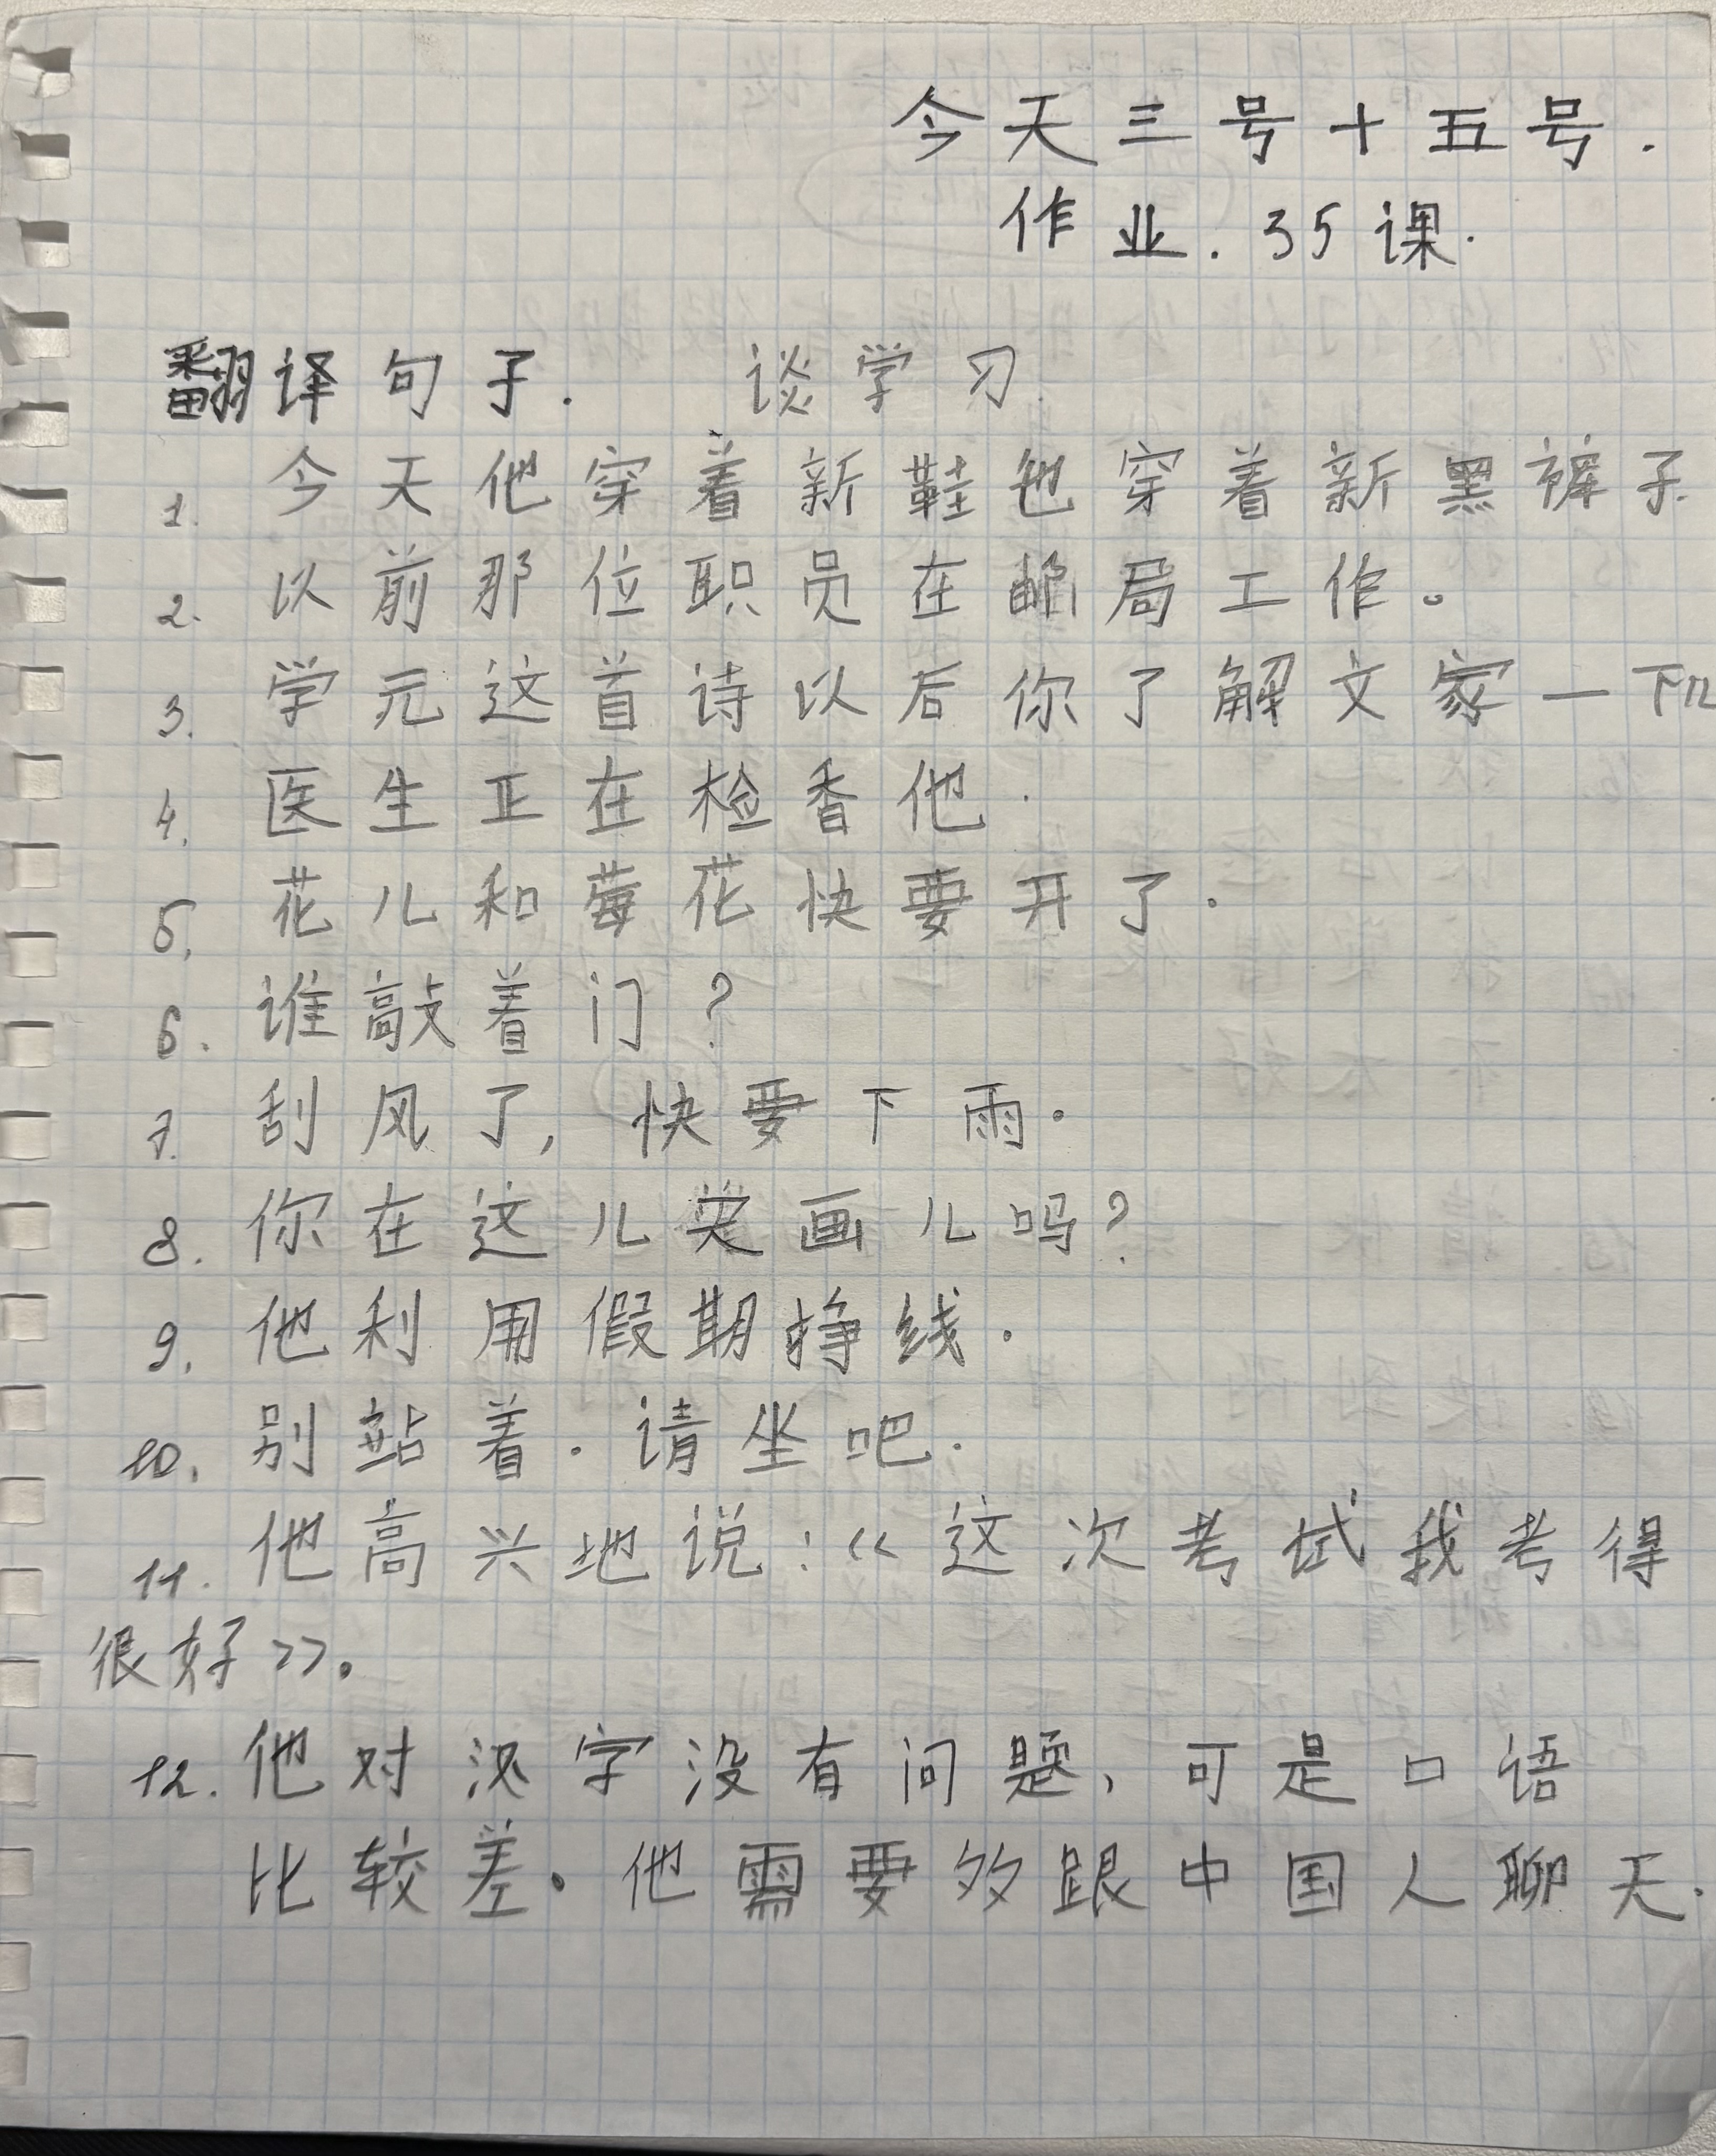 今天三号十五号.
作业. 35课.
翻译句子. 谈学习.
1. 今天他穿着新鞋也穿着新黑裤子.
2. 以前那位职员在邮局工作。
3. 学完这首诗以后你了解文家一下儿
4. 医生正在检香他.
5. 花儿和莓花快要开了.
6. 谁敲着门?
7. 刮风了, 快要下雨.
8. 你在这儿卖画儿吗?
9. 他利用假期挣线.
10. 别站着. 请坐吧.
11. 他高兴地说:《这次考试我考得
很好》。
12. 他对汉字没有问题, 可是口语
比较差. 他需要多跟中国人聊天.